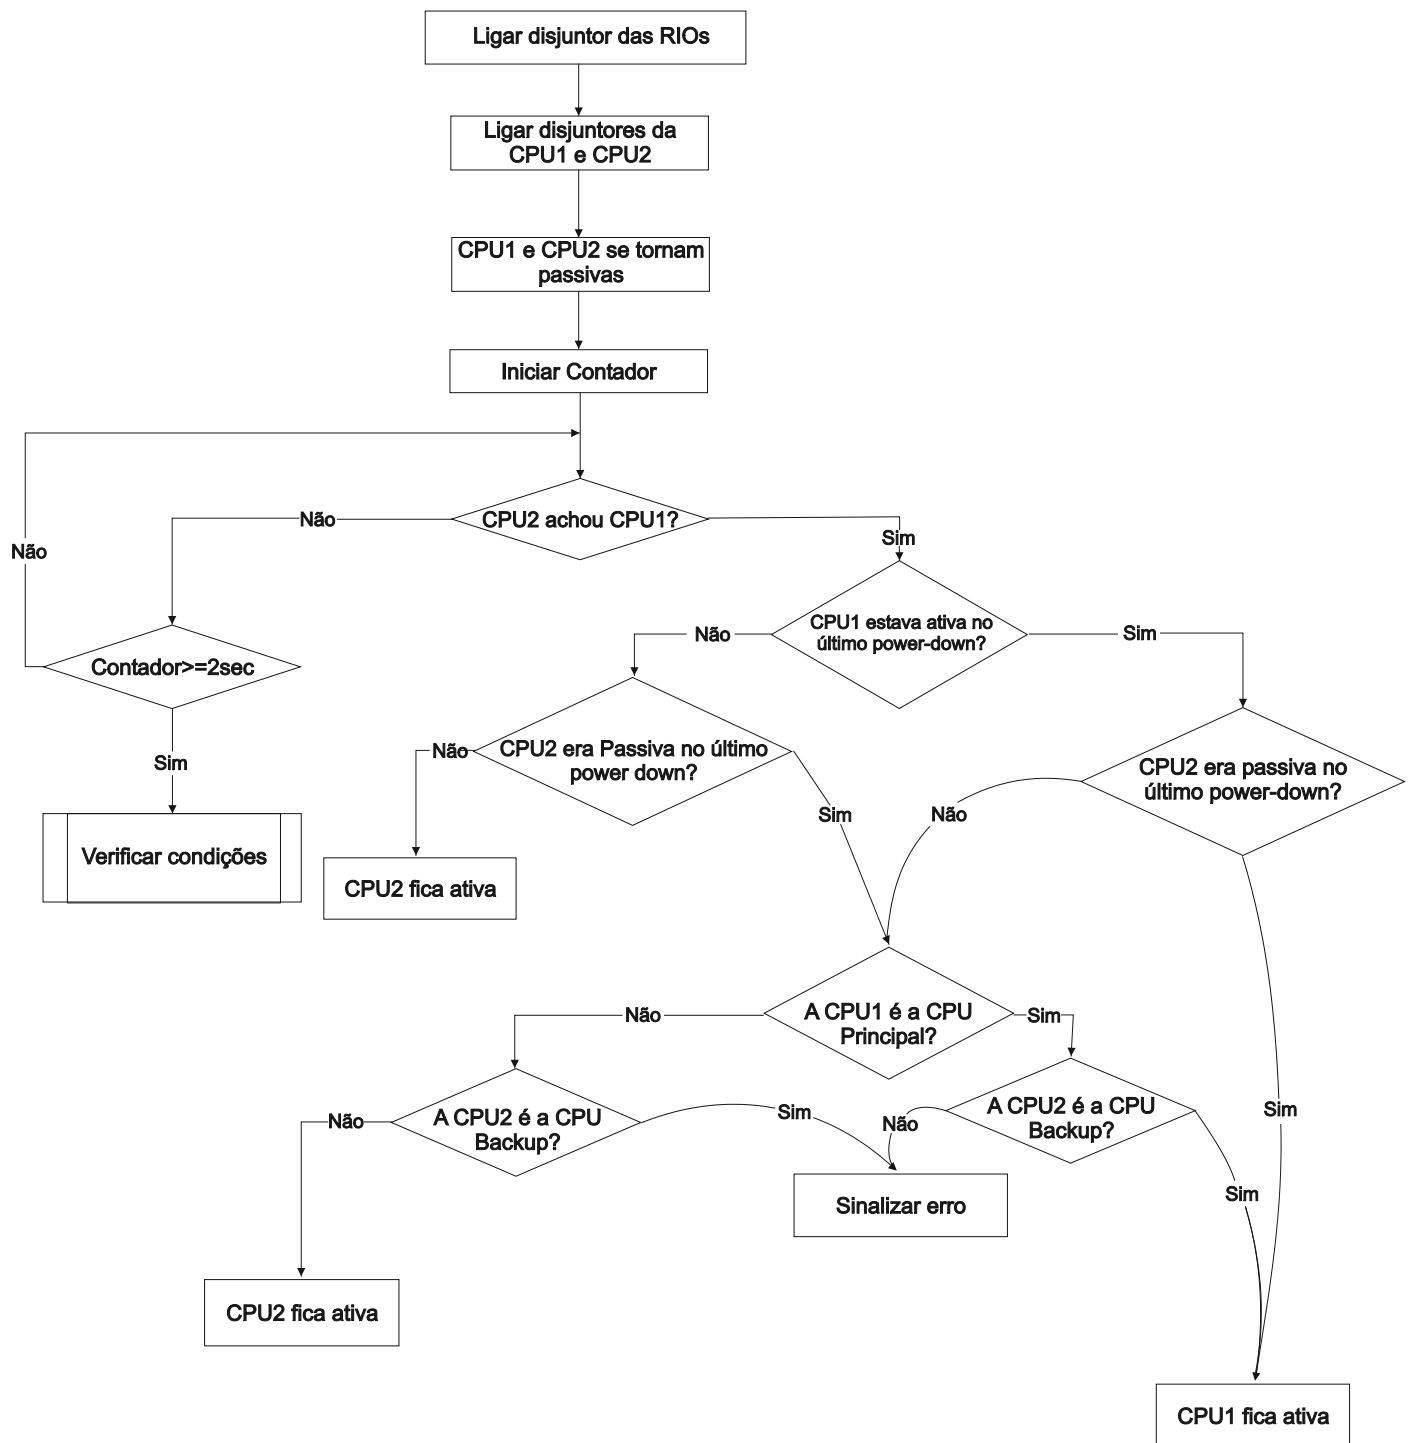 Ligar disjuntor das RIOs
Ligar disjuntores da
CPU1 e CPU2
CPU1 e CPU2 se tornam
passivas
Iniciar Contador
CPU2 achou CPU1?
Não
Não
Sim
CPU1 estava ativa no
último power-down?
Não
Sim
Contador>=2sec
CPU2 era Passiva no último
power down?
Não
CPU2 era passiva no
último power-down?
Sim
Sim
Não
Verificar condições
CPU2 fica ativa
A CPU1 é a CPU
Principal?
Não
Sim
A CPU2 é a CPU
Backup?
Não
Sim
A CPU2 é a CPU
Backup?
Não
Sim
Sim
Sinalizar erro
CPU2 fica ativa
CPU1 fica ativa